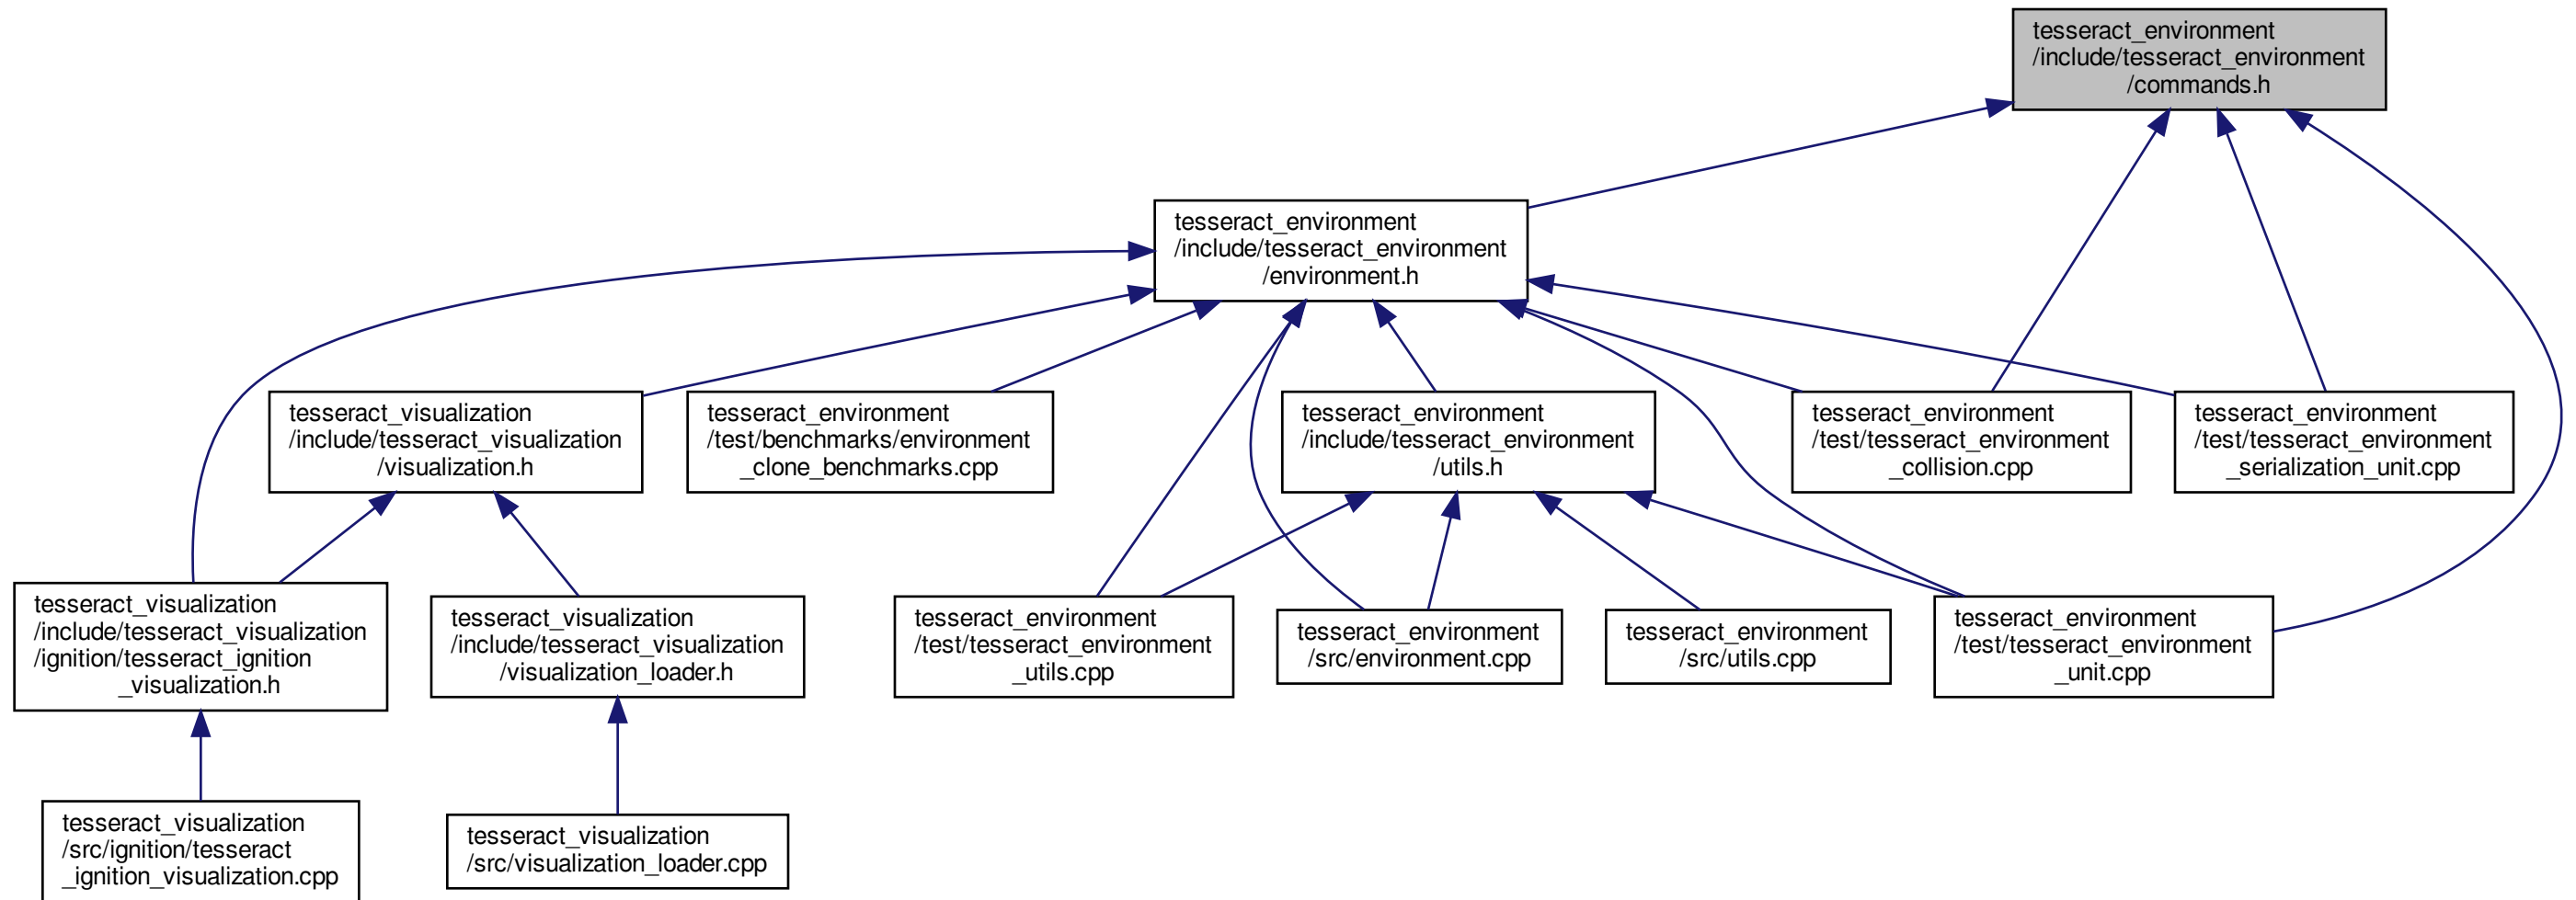 tesseract_environment
/include/tesseract_environment
/commands.h
tesseract_environment
/include/tesseract_environment
/environment.h
tesseract_visualization
/include/tesseract_visualization
/visualization.h
tesseract_environment
/test/benchmarks/environment
_clone_benchmarks.cpp
tesseract_environment
/include/tesseract_environment
/utils.h
tesseract_environment
/test/tesseract_environment
_collision.cpp
tesseract_environment
/test/tesseract_environment
_serialization_unit.cpp
tesseract_visualization
/include/tesseract_visualization
/ignition/tesseract_ignition
_visualization.h
tesseract_visualization
/include/tesseract_visualization
/visualization_loader.h
tesseract_environment
/test/tesseract_environment
_utils.cpp
tesseract_environment
/src/environment.cpp
tesseract_environment
/src/utils.cpp
tesseract_environment
/test/tesseract_environment
_unit.cpp
tesseract_visualization
/src/ignition/tesseract
_ignition_visualization.cpp
tesseract_visualization
/src/visualization_loader.cpp